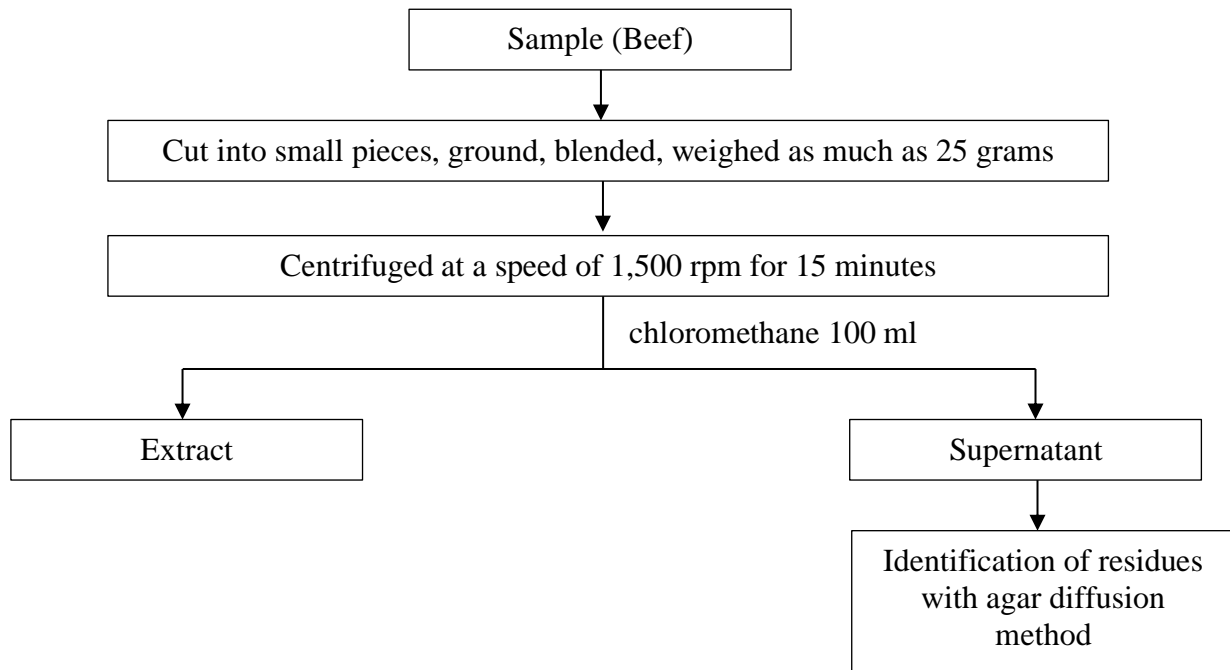 Sample (Beef)
Cut into small pieces, ground, blended, weighed as much as 25 grams
Centrifuged at a speed of 1,500 rpm for 15 minutes
chloromethane 100 ml
Extract
Supernatant
Identification of residues
with agar diffusion
method